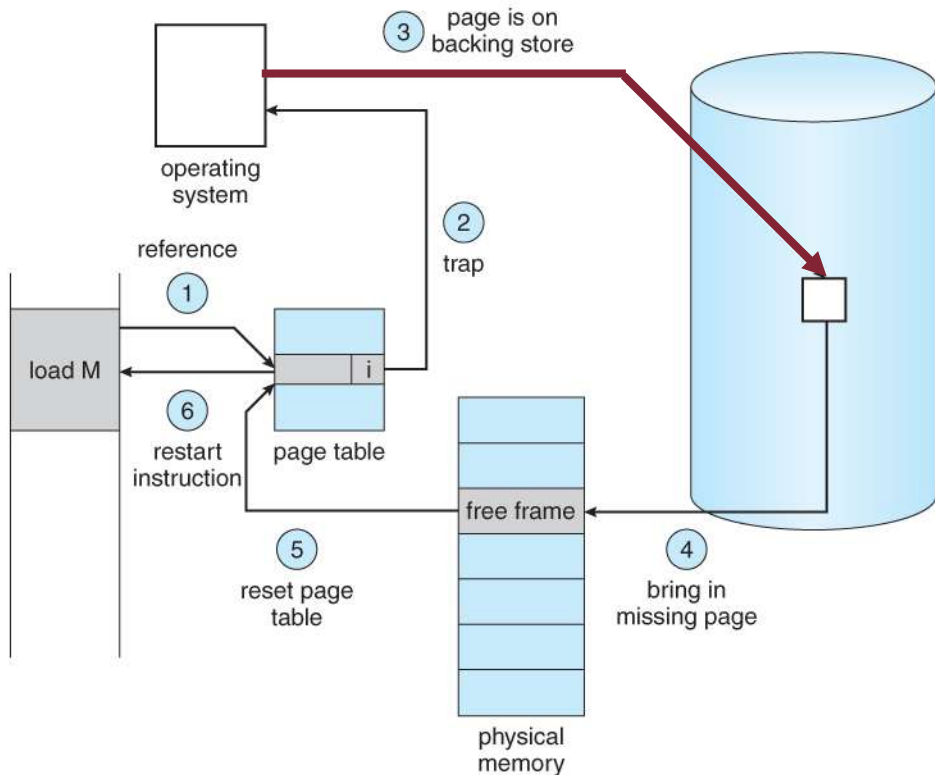 3
page is on
backing store
operating
system
2
trap
reference
1
load M
i
6
restart
instruction
page table
free frame
5
reset page
table
4
bring in
missing page
physical
memory